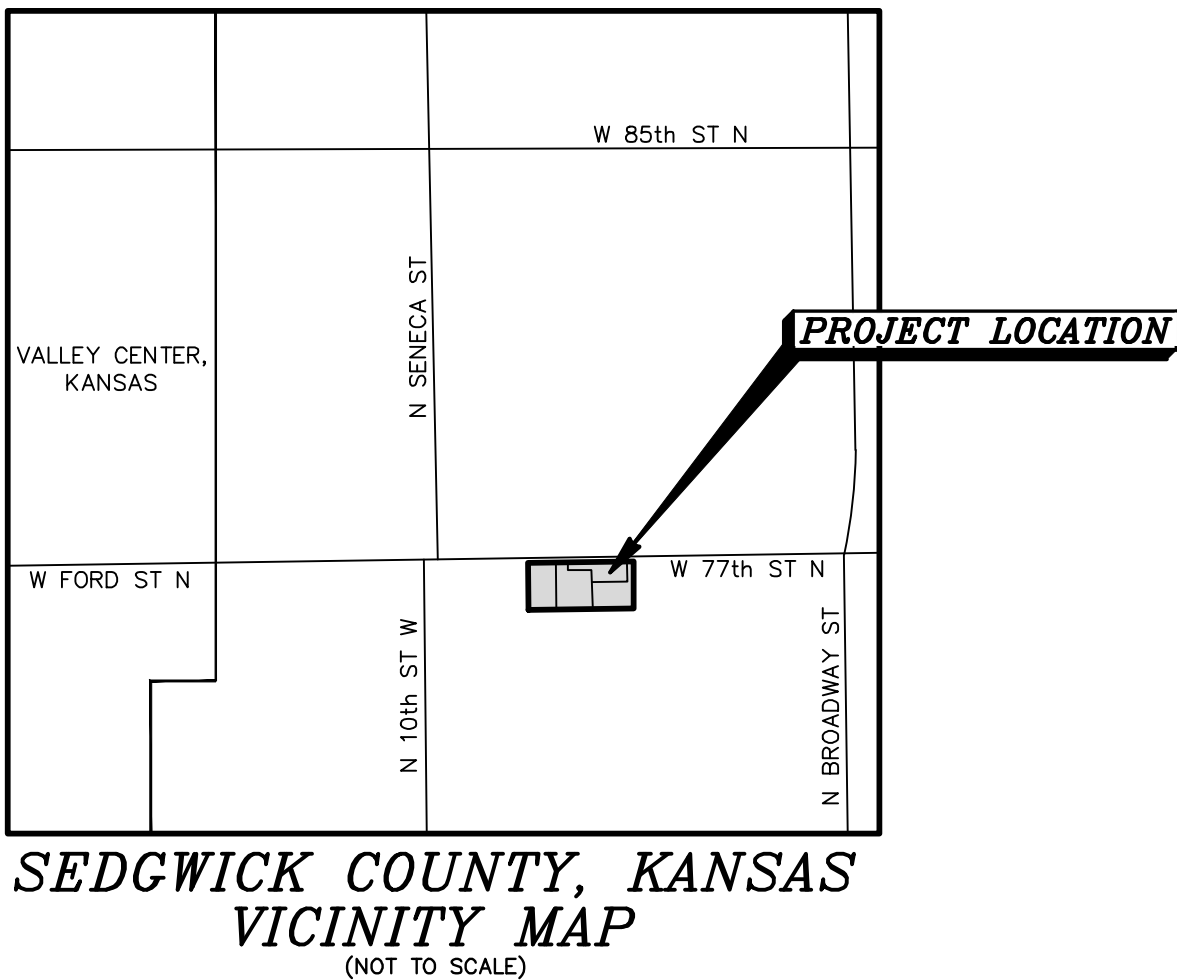 W 85th ST N
N SENECA ST
PROJECT LOCATION
VALLEY CENTER,
KANSAS
W FORD ST N
W 77th ST N
N 10th ST W
N BROADWAY ST
SEDGWICK COUNTY, KANSAS
VICINITY MAP
(NOT TO SCALE)